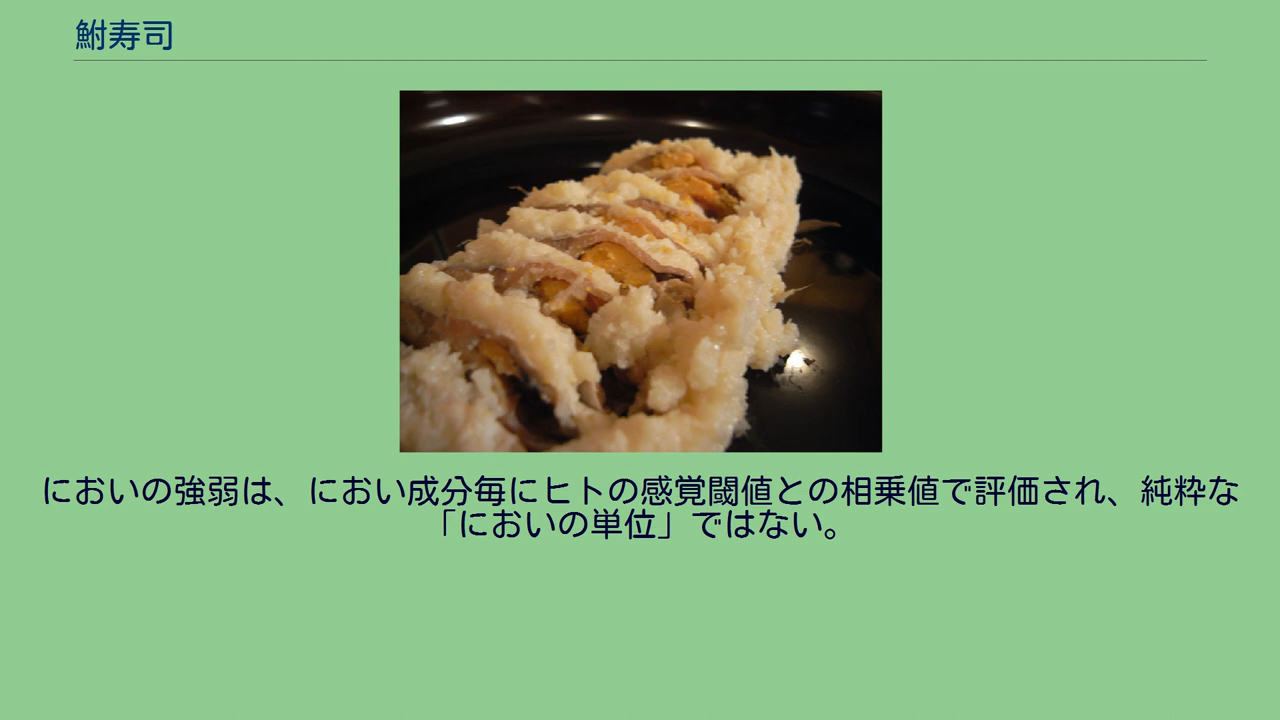 鮒寿司
においの強弱は、におい成分毎にヒトの感覚閾値との相乗値で評価され、純粋な
「においの単位」ではない。